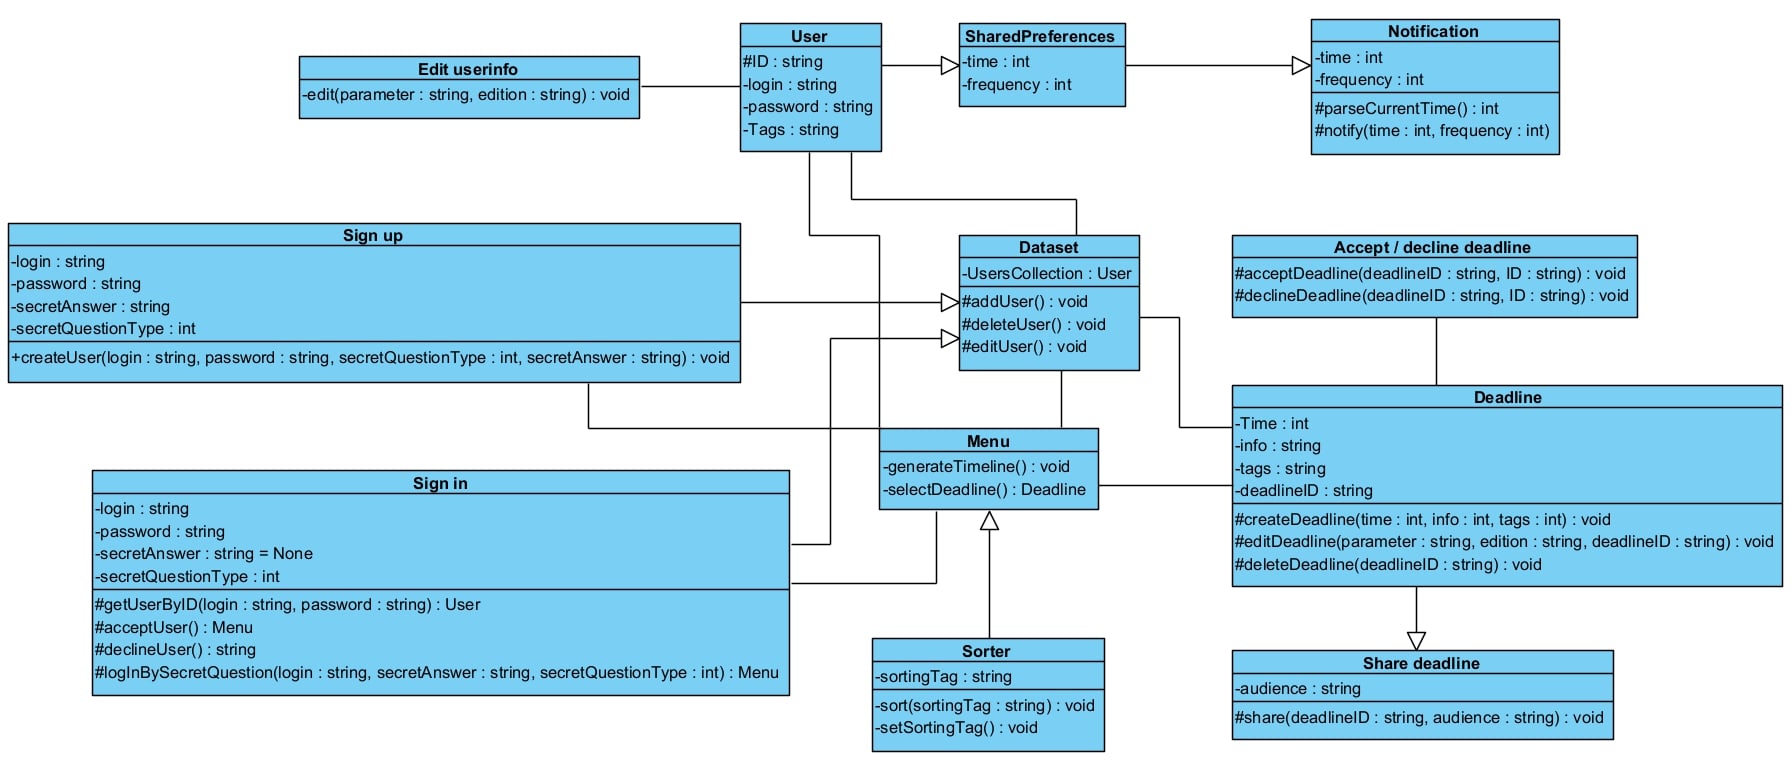 Edit userinfo
-edit(parameter : string, edition : string) : void
User
#ID : string
-login : string
-password : string
-Tags : string
SharedPreferences
-time : int
-frequency : int
Notification
-time : int
-frequency : int
#parseCurrentTime() : int
#notify(time : int, frequency : int)
Sign up
-login : string
-password : string
-secretAnswer : string
-secretQuestionType : int
+createUser(login : string, password : string, secretQuestionType : int, secretAnswer : string) : void
Dataset
-UsersCollection : User
#addUser() : void
#deleteUser() : void
#editUser() : void
Accept / decline deadline
#acceptDeadline(deadlineID : string, ID : string) : void
#declineDeadline(deadlineID : string, ID : string) : void
Deadline
-Time : int
-info : string
-tags : string
-deadlineID : string
#createDeadline(time : int, info : int, tags : int) : void
#editDeadline(parameter : string, edition : string, deadlineID : string) : void
#deleteDeadline(deadlineID : string) : void
Menu
-generateTimeline() : void
-selectDeadline() : Deadline
Sign in
-login : string
-password : string
-secretAnswer : string = None
-secretQuestionType : int
#getUserByID(login : string, password : string) : User
#acceptUser() : Menu
#declineUser() : string
#logInBySecretQuestion(login : string, secretAnswer : string, secretQuestionType : int) : Menu
Sorter
-sortingTag : string
-sort(sortingTag : string) : void
-setSortingTag() : void
Share deadline
-audience : string
#share(deadlineID : string, audience : string) : void